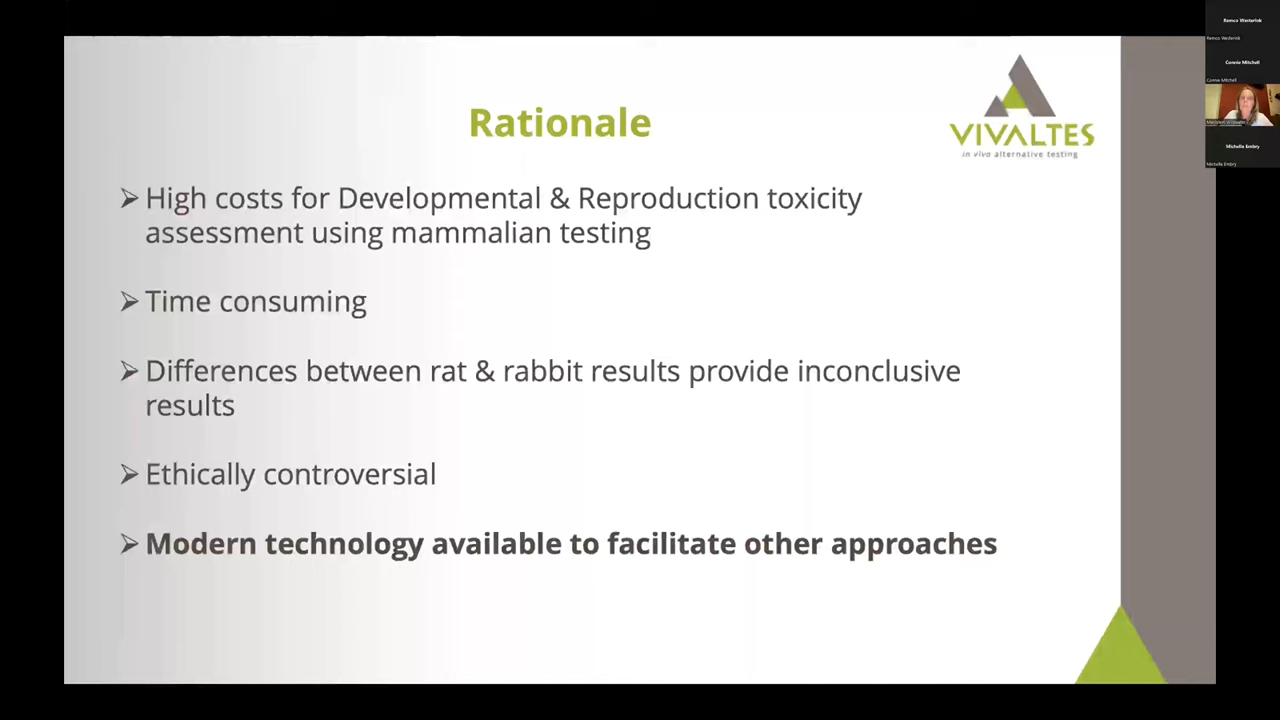 Rationale
VIVALTES
in vivo alternative testing
➢ High costs for Developmental & Reproduction toxicity
assessment using mammalian testing
➢ Time consuming
➢ Differences between rat & rabbit results provide inconclusive
results
➢ Ethically controversial
➢ Modern technology available to facilitate other approaches
Remco Westerink
Remco Westerink
Connie Mitchell
Connie Mitchell
Michelle Embry
Michelle Embry